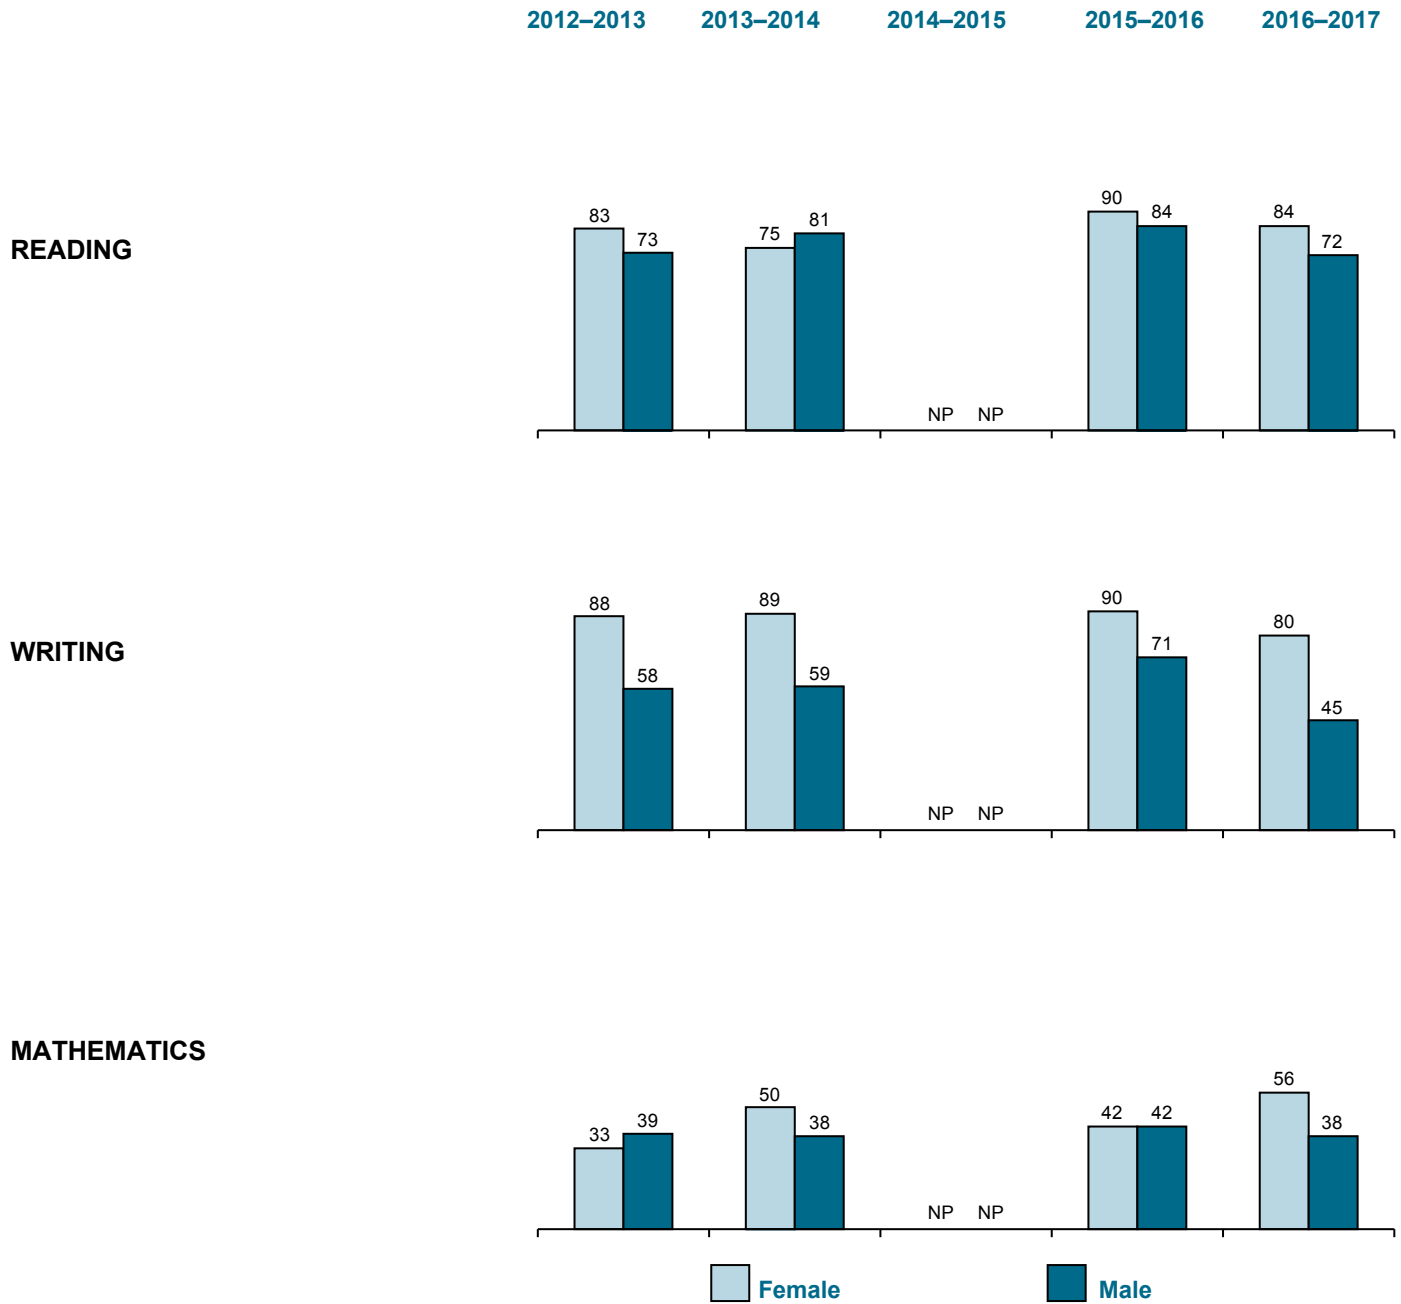 2012–2013 2013–2014 2014–2015 2015–2016 2016–2017
READING
83 73 75 81 NP NP 90 84 84 72
WRITING
88 58 89 59 NP NP 90 71 80 45
MATHEMATICS
33 39 50 38 NP NP 42 42 56 38
Female Male